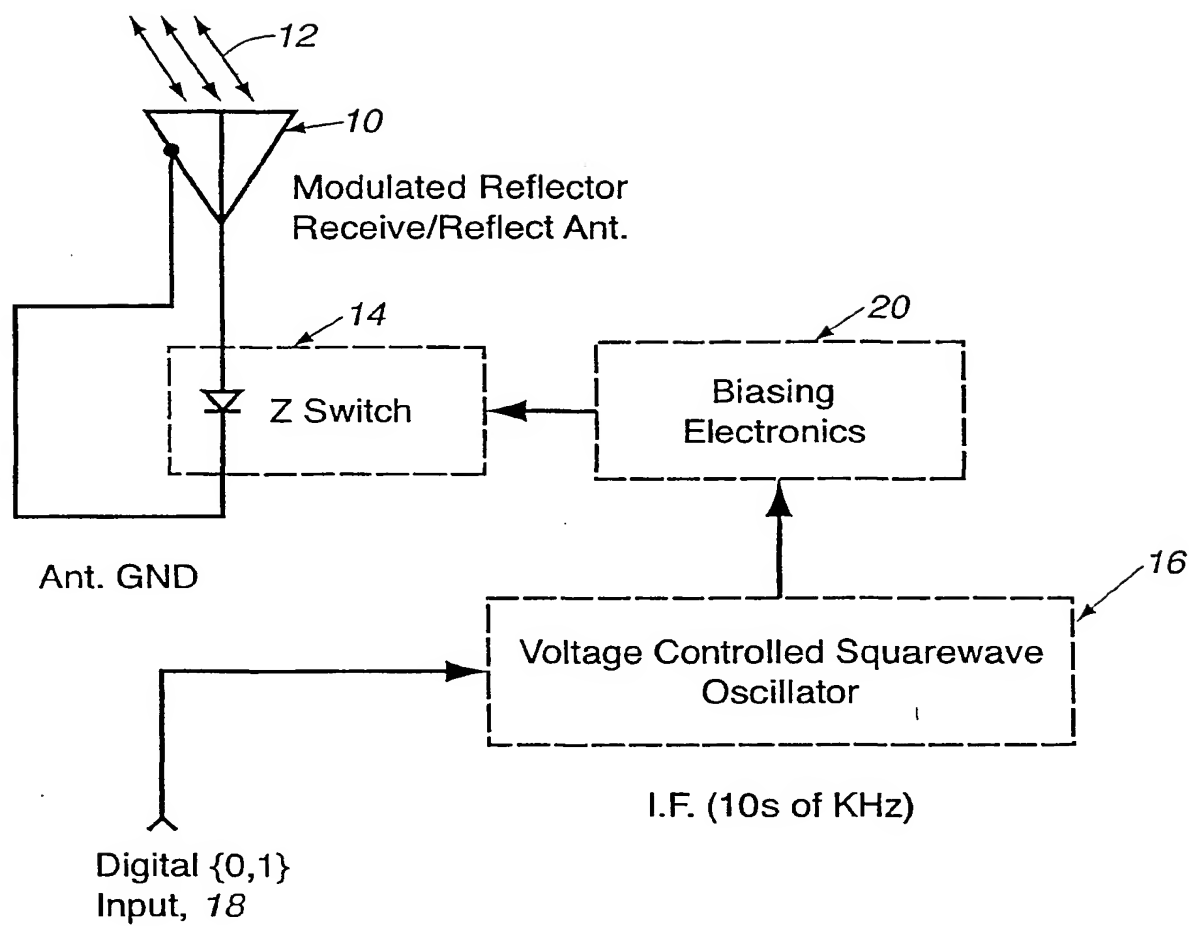 12
10
Modulated Reflector
Receive/Reflect Ant.
14
20
Z Switch
Biasing
Electronics
Ant. GND
16
Voltage Controlled Squarewave
Oscillator
I.F. (10s of KHz)
Digital {0,1}
Input, 18